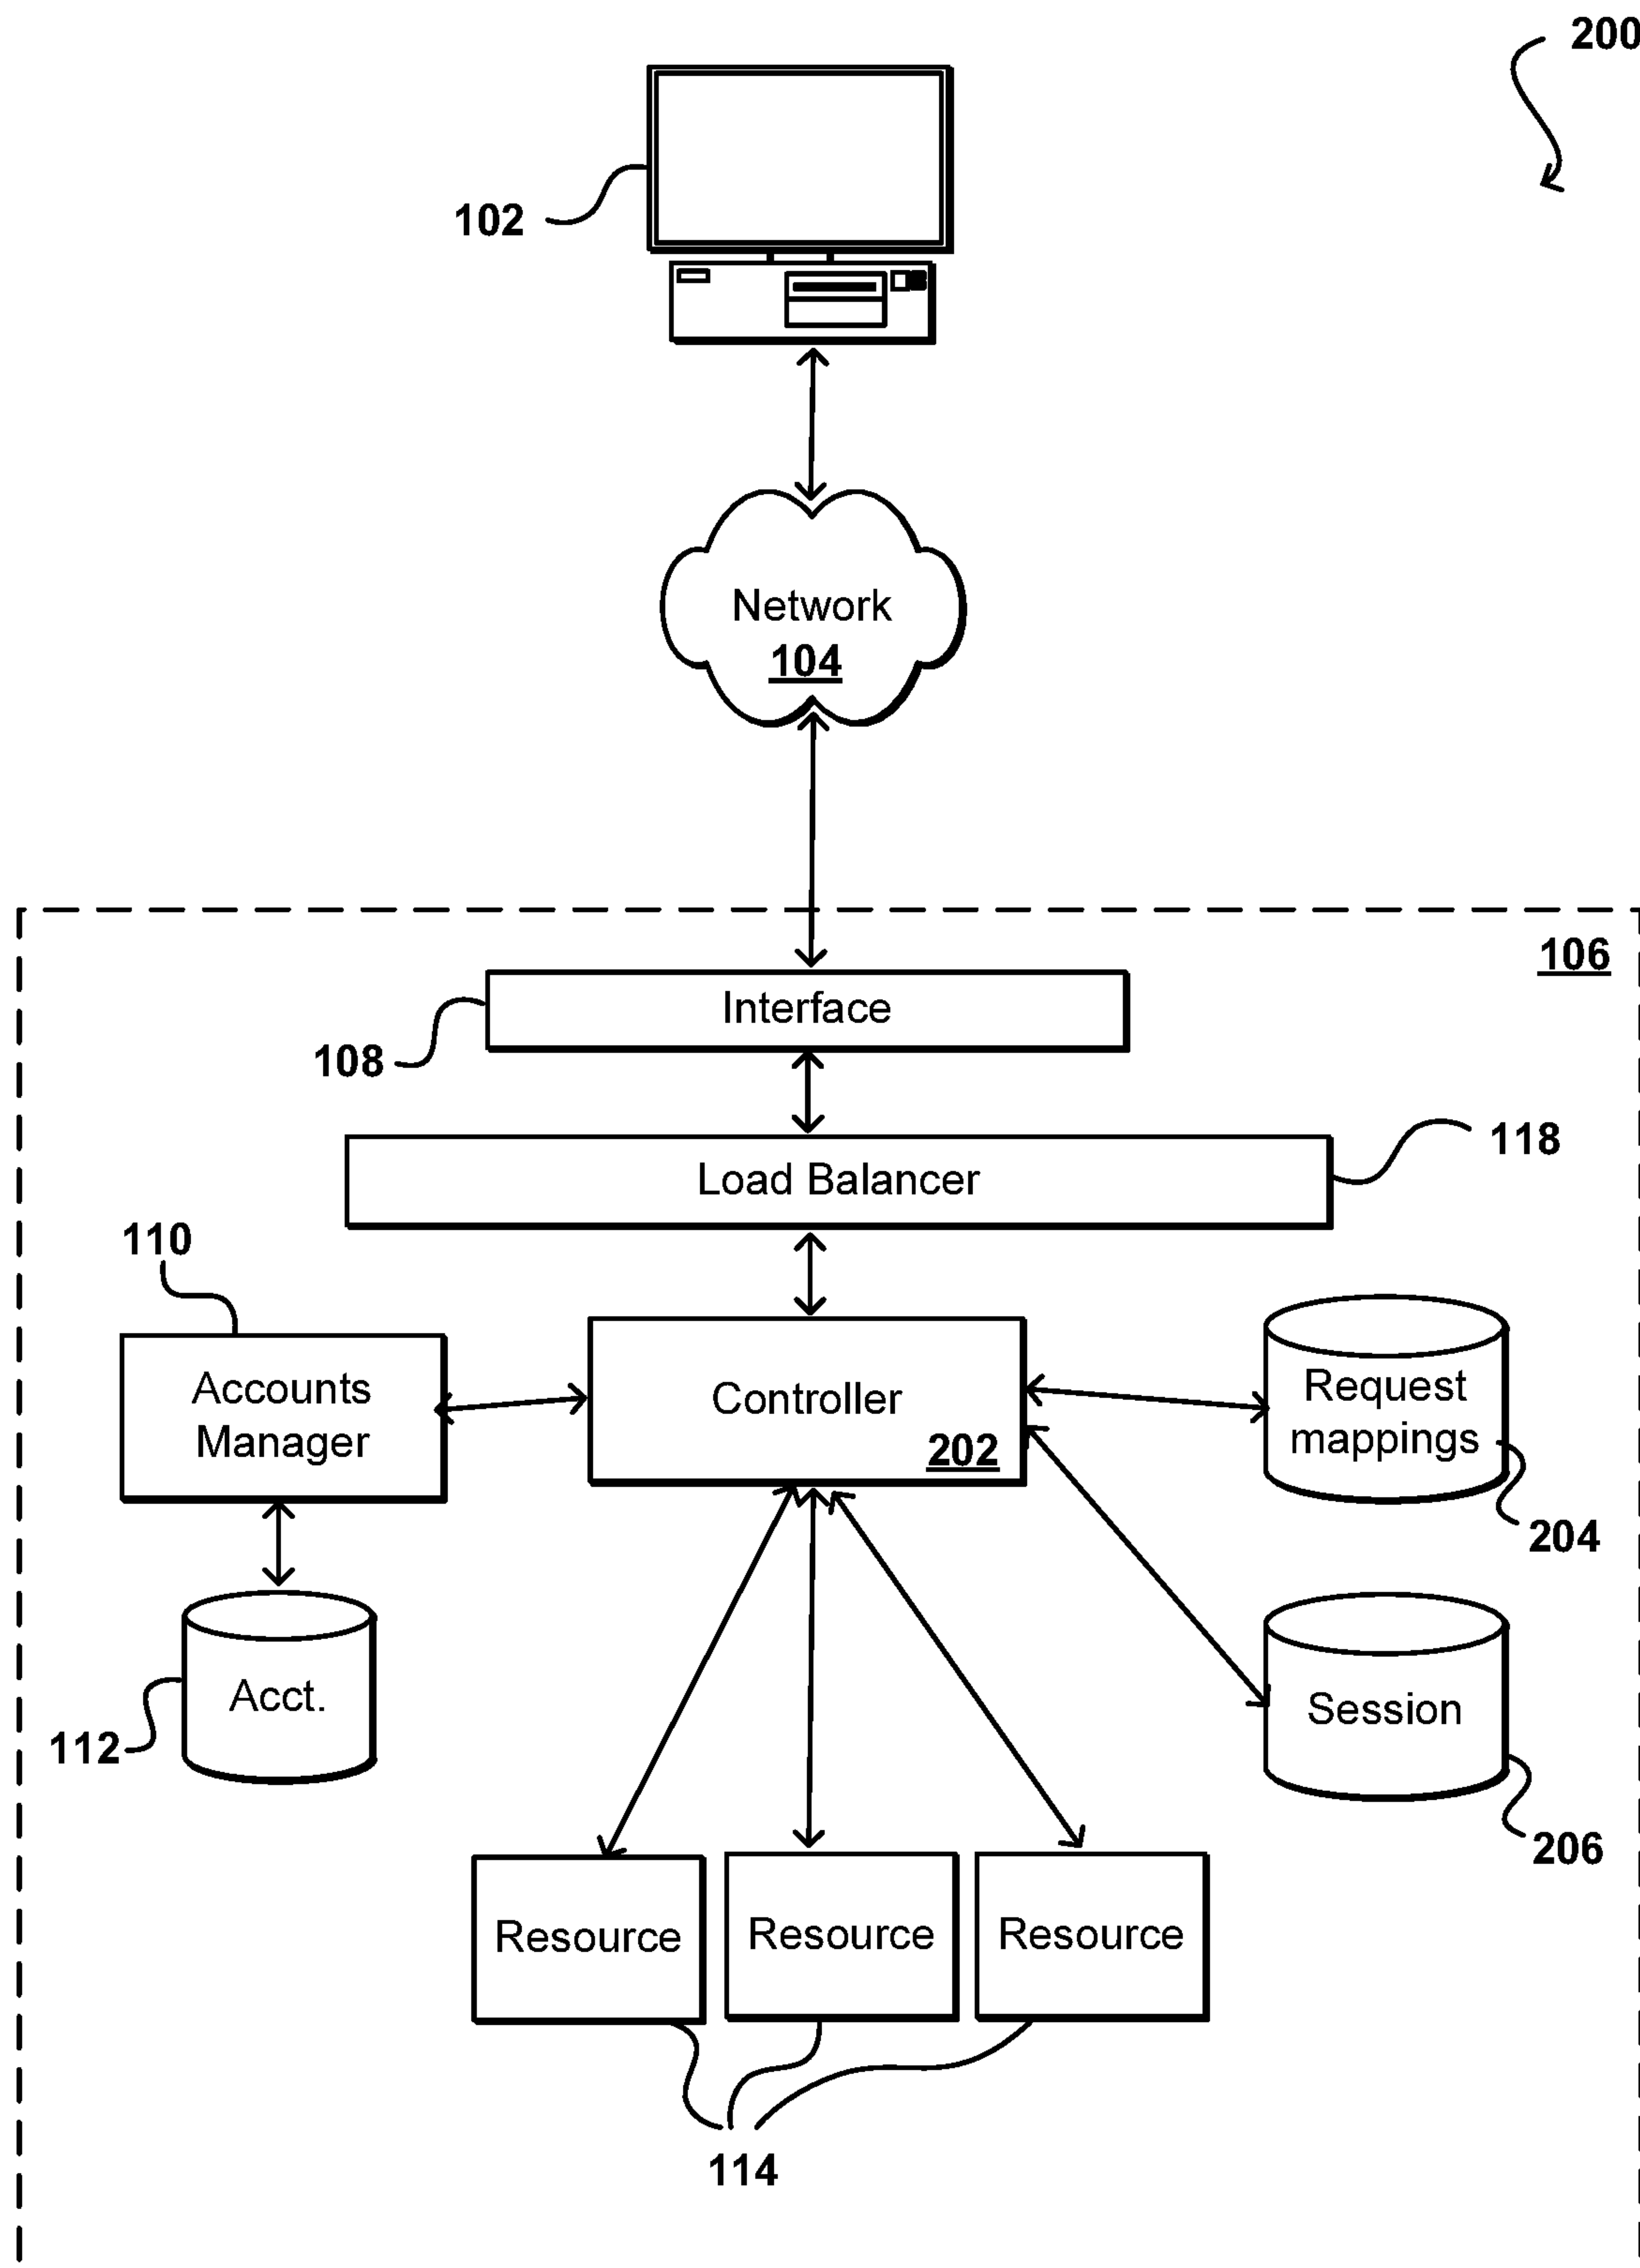 200
102
Network
104
106
Interface
108
118
Load Balancer
110
Accounts
Manager
Controller
202
Request
mappings
204
Acct.
112
Session
206
Resource
Resource
Resource
114